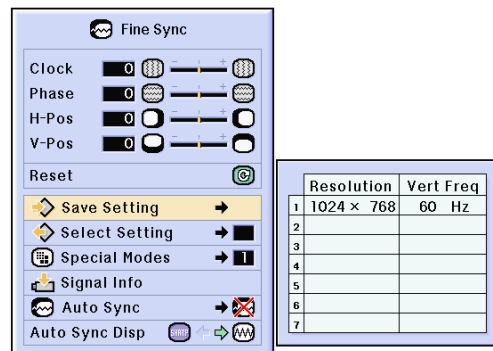 Fine Sync
Clock 0 - +
Phase 0 - +
H-Pos 0 - +
V-Pos 0 - +
Reset
Save Setting
Select Setting
Special Modes 1
Signal Info
Auto Sync
Auto Sync Disp
Resolution Vert Freq
1 1024 × 768 60 Hz
2
3
4
5
6
7